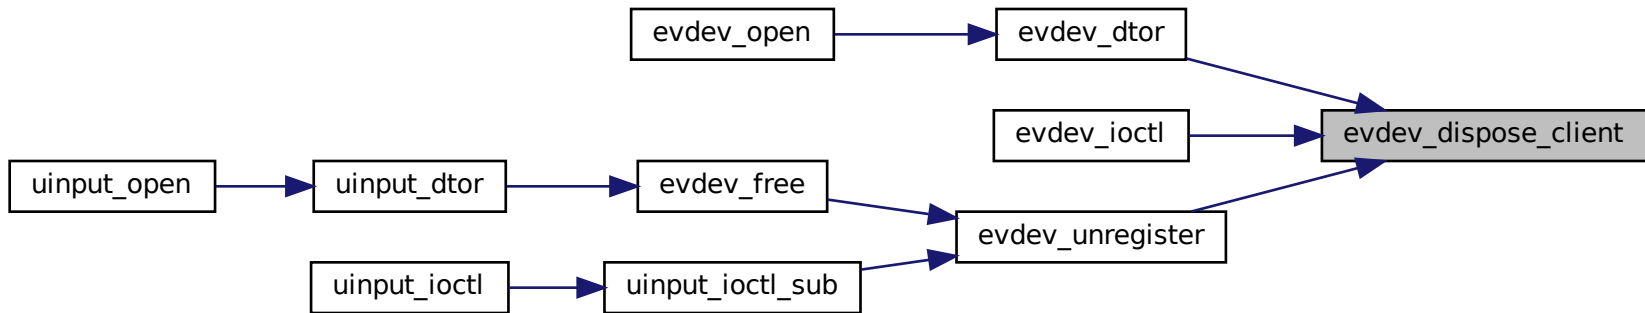 evdev_open
evdev_dtor
evdev_ioctl
evdev_dispose_client
uinput_open
uinput_dtor
evdev_free
evdev_unregister
uinput_ioctl
uinput_ioctl_sub